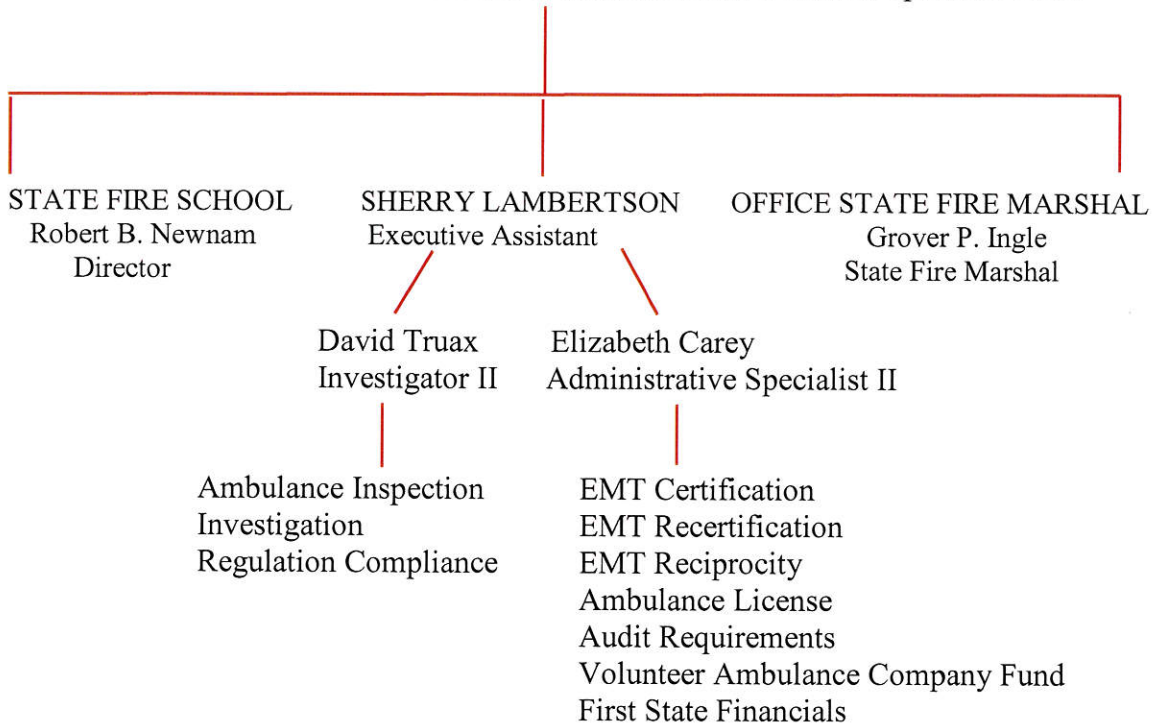 STATE FIRE SCHOOL
Robert B. Newnam
Director
SHERRY LAMBERTSON
Executive Assistant
OFFICE STATE FIRE MARSHAL
Grover P. Ingle
State Fire Marshal
David Truax
Investigator II
Elizabeth Carey
Administrative Specialist II
Ambulance Inspection
Investigation
Regulation Compliance
EMT Certification
EMT Recertification
EMT Reciprocity
Ambulance License
Audit Requirements
Volunteer Ambulance Company Fund
First State Financials